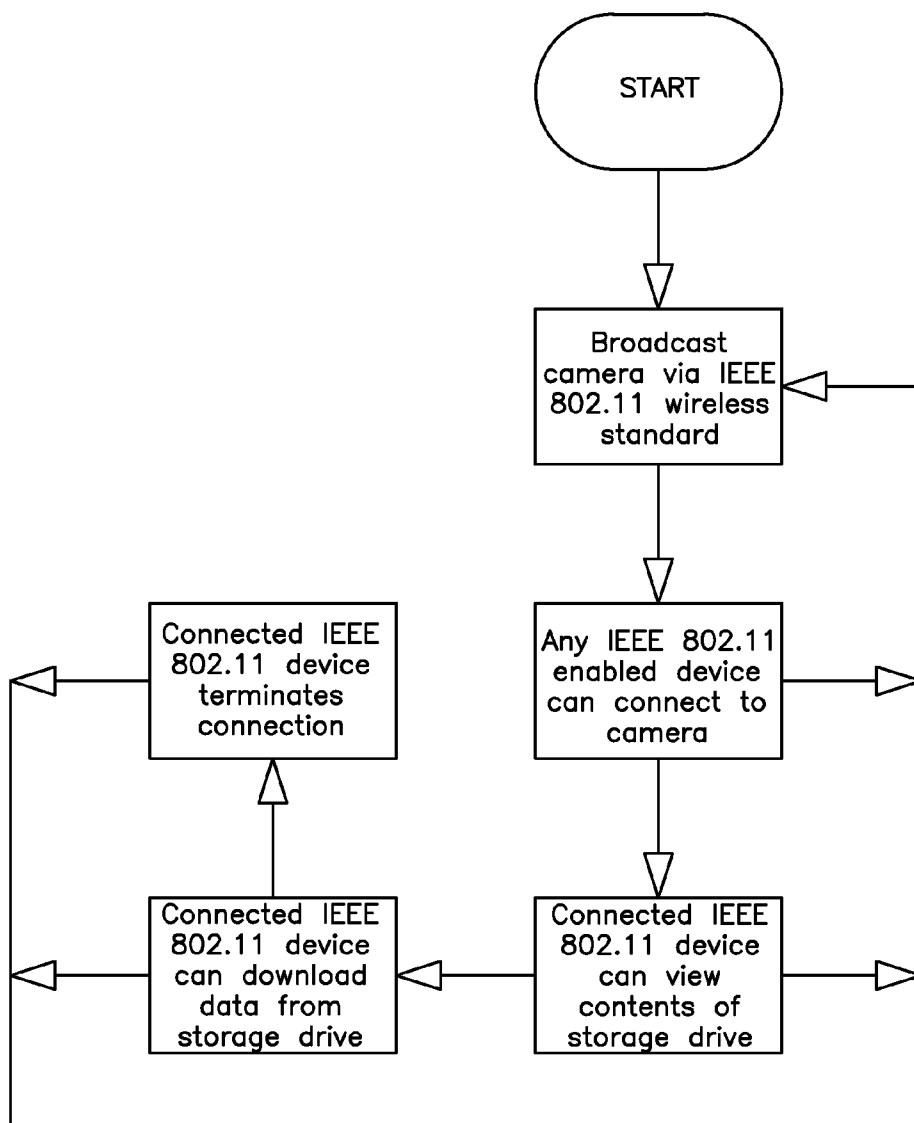 START
Broadcast
camera via IEEE
802.11 wireless
standard
Any IEEE 802.11
enabled device
can connect to
camera
Connected IEEE
802.11 device
can view
contents of
storage drive
Connected IEEE
802.11 device
can download
data from
storage drive
Connected IEEE
802.11 device
terminates
connection